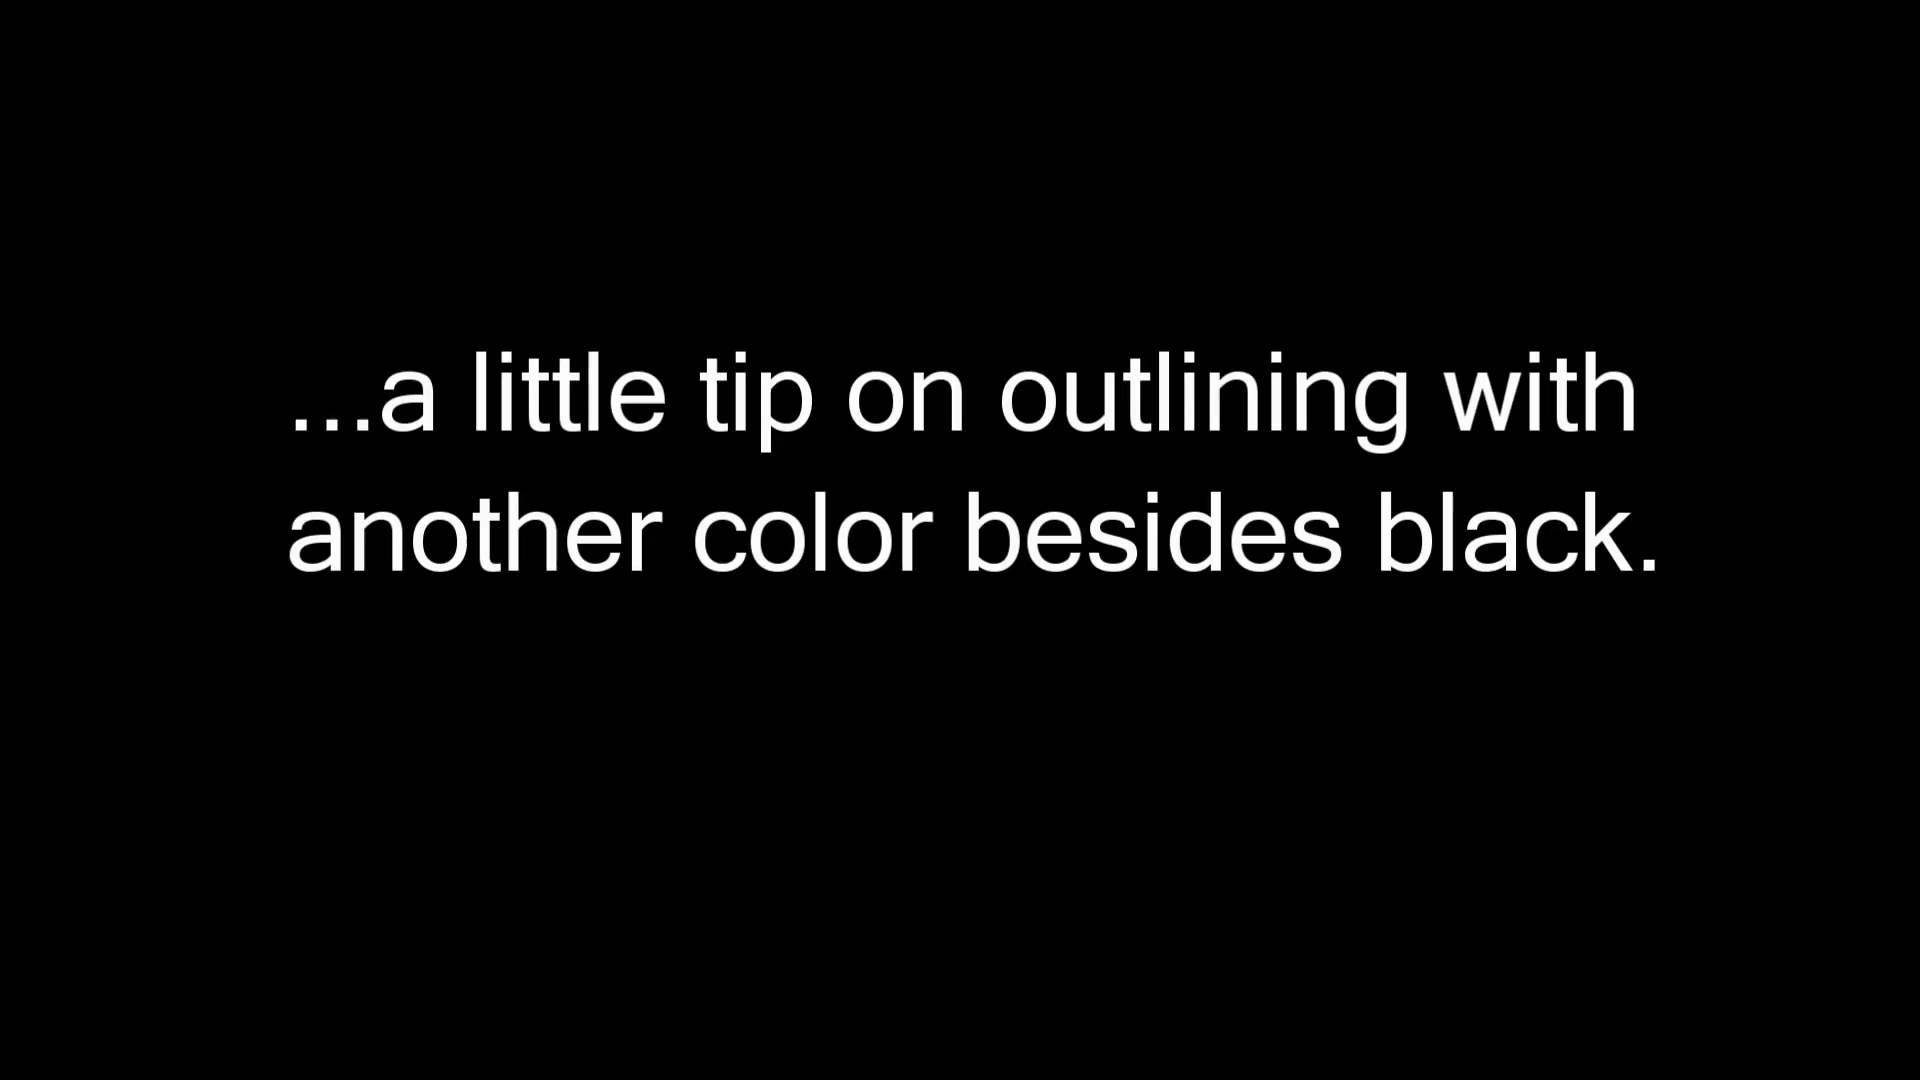 ...a little tip on outlining with
another color besides black.